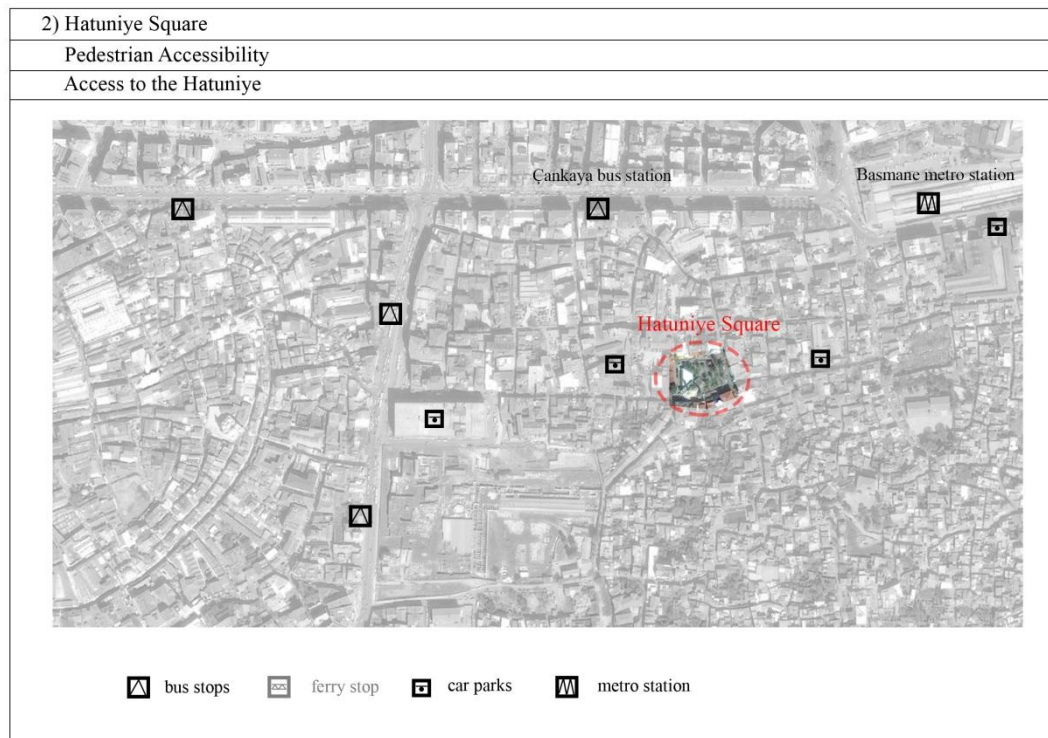 2) Hatuniye Square
Pedestrian Accessibility
Access to the Hatuniye
Çankaya bus station
Basmane metro station
Hatuniye Square
bus stops
ferry stop
car parks
metro station